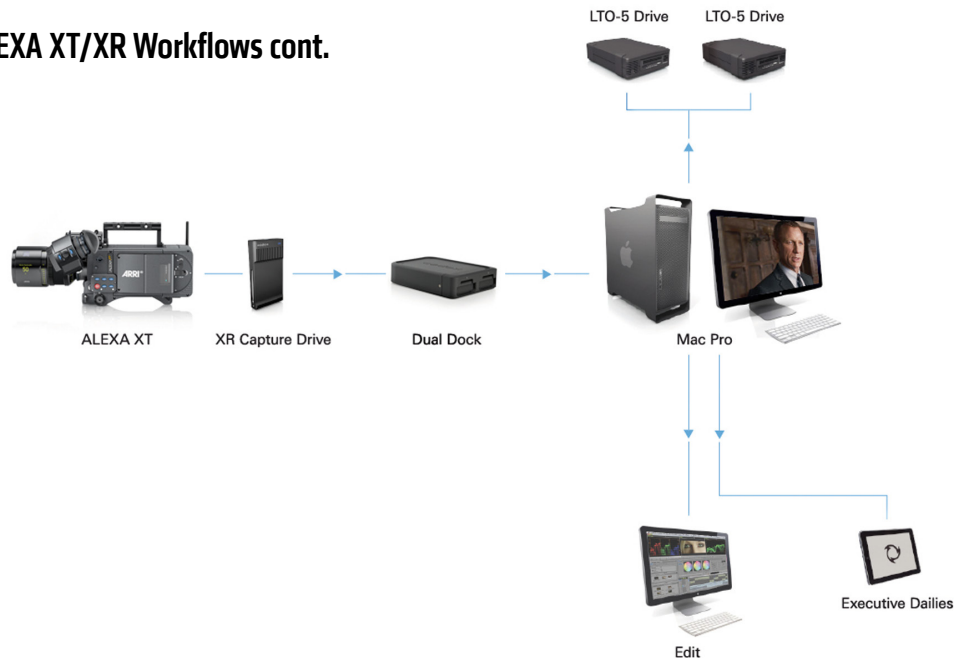 EXA XT/XR Workflows cont.
LTO-5 Drive
LTO-5 Drive
ARRI
ALEXA XT
XR Capture Drive
Dual Dock
Mac Pro
Edit
Executive Dailies